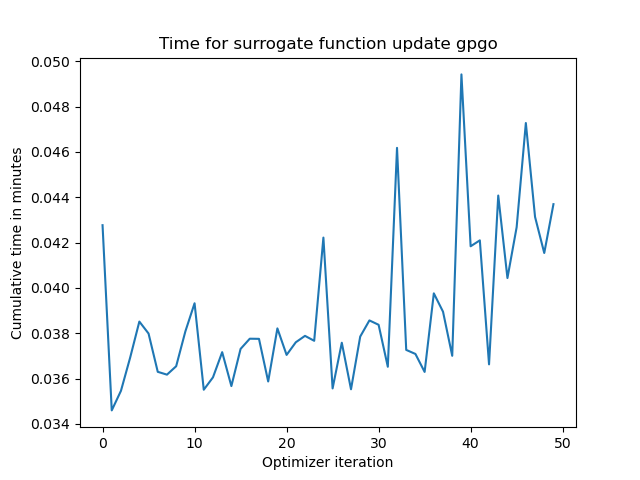 Time for surrogate function update gpgo
0.050
0.048
0.046
0.044
0.042
0.040
0.038
0.036
0.034
Cumulative time in minutes
0 10 20 30 40 50
Optimizer iteration